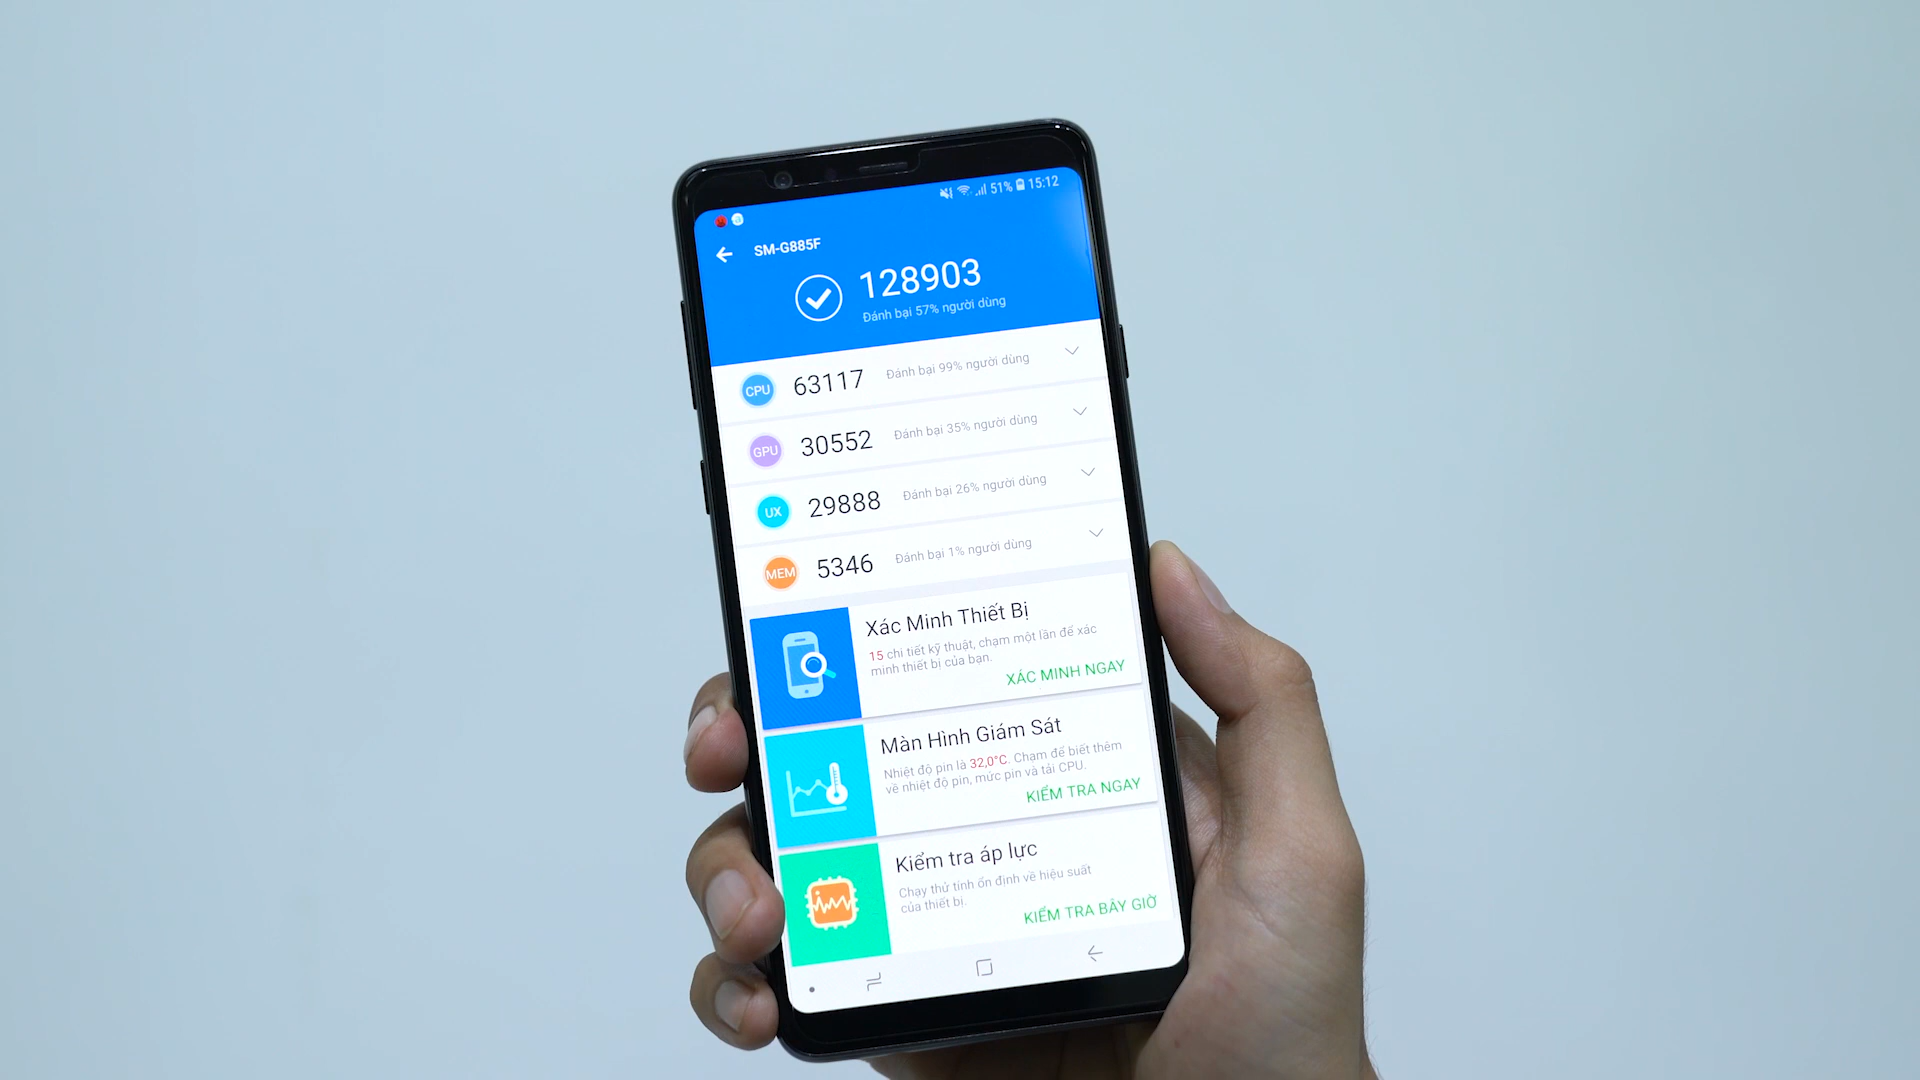 51% 15:12
SM-G885F
128903
Đánh bại 57% người dùng
CPU 63117 Đánh bại 99% người dùng
GPU 30552 Đánh bại 35% người dùng
UX 29888 Đánh bại 26% người dùng
MEM 5346 Đánh bại 1% người dùng
Xác Minh Thiết Bị
15 chi tiết kỹ thuật, chạm một lần để xác
minh thiết bị của bạn.
XÁC MINH NGAY
Màn Hình Giám Sát
Nhiệt độ pin là 32,0°C. Chạm để biết thêm
về nhiệt độ pin, mức pin và tải CPU.
KIỂM TRA NGAY
Kiểm tra áp lực
Chạy thử tính ổn định về hiệu suất
của thiết bị.
KIỂM TRA BÂY GIỜ